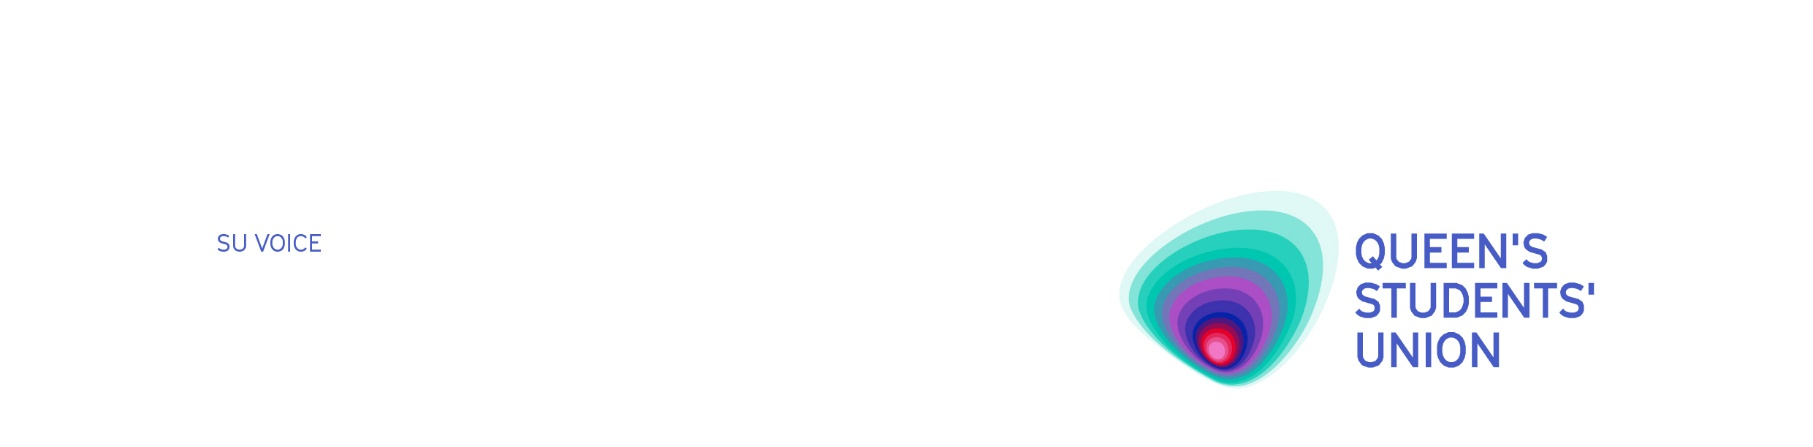 SU VOICE
QUEEN'S
STUDENTS'
UNION